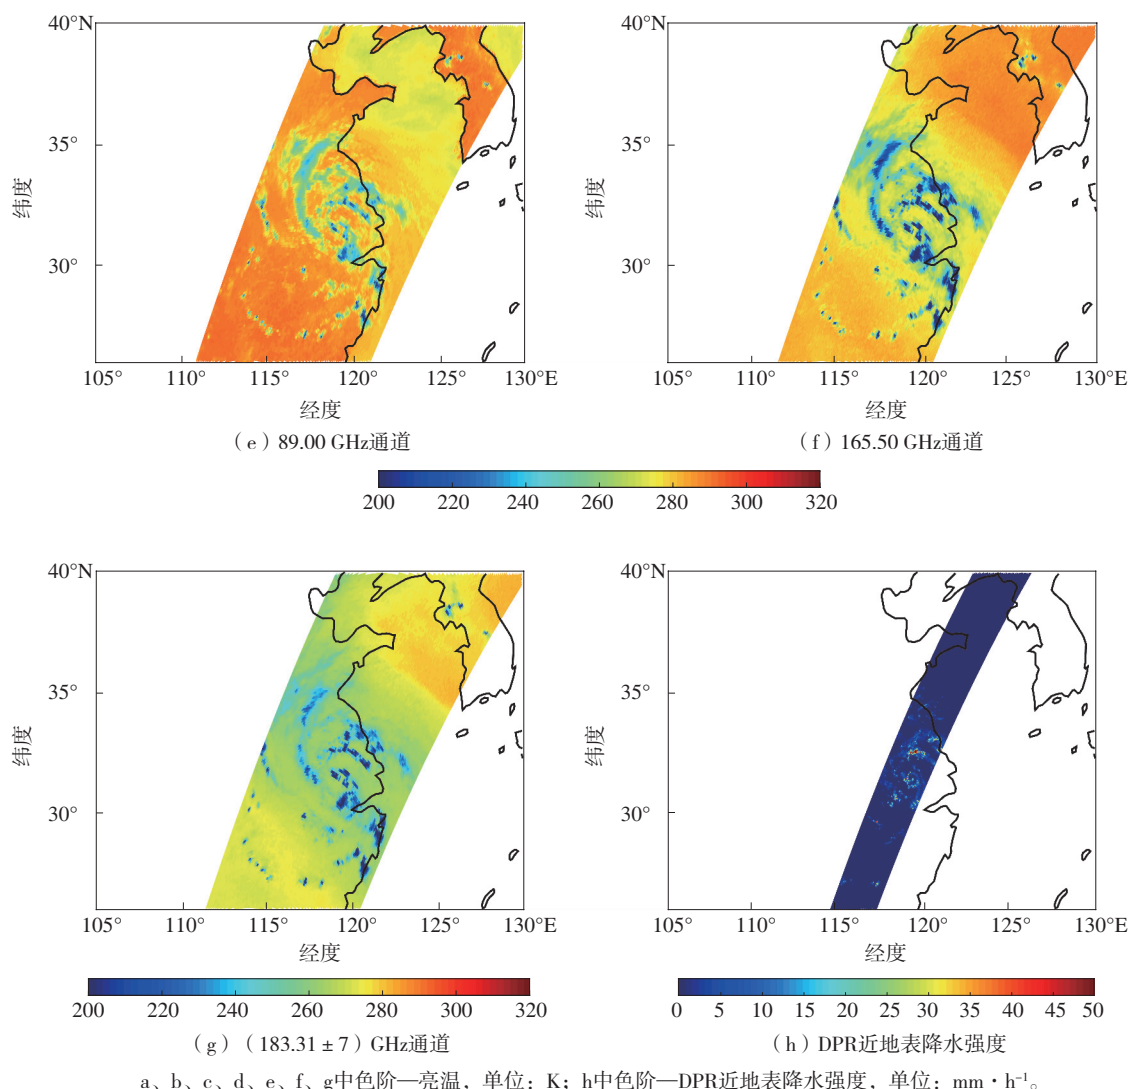 40°N
35°
30°
105° 110° 115° 120° 125° 130°E
纬度
经度
（e）89.00 GHz通道
40°N
35°
30°
105° 110° 115° 120° 125° 130°E
纬度
经度
（f）165.50 GHz通道
200 220 240 260 280 300 320
40°N
35°
30°
105° 110° 115° 120° 125° 130°E
纬度
经度
200 220 240 260 280 300 320
（g）（183.31 ± 7）GHz通道
40°N
35°
30°
105° 110° 115° 120° 125° 130°E
纬度
经度
0 5 10 15 20 25 30 35 40 45 50
（h）DPR近地表降水强度
a、b、c、d、e、f、g中色阶—亮温，单位：K；h中色阶—DPR近地表降水强度，单位：mm·h⁻¹。